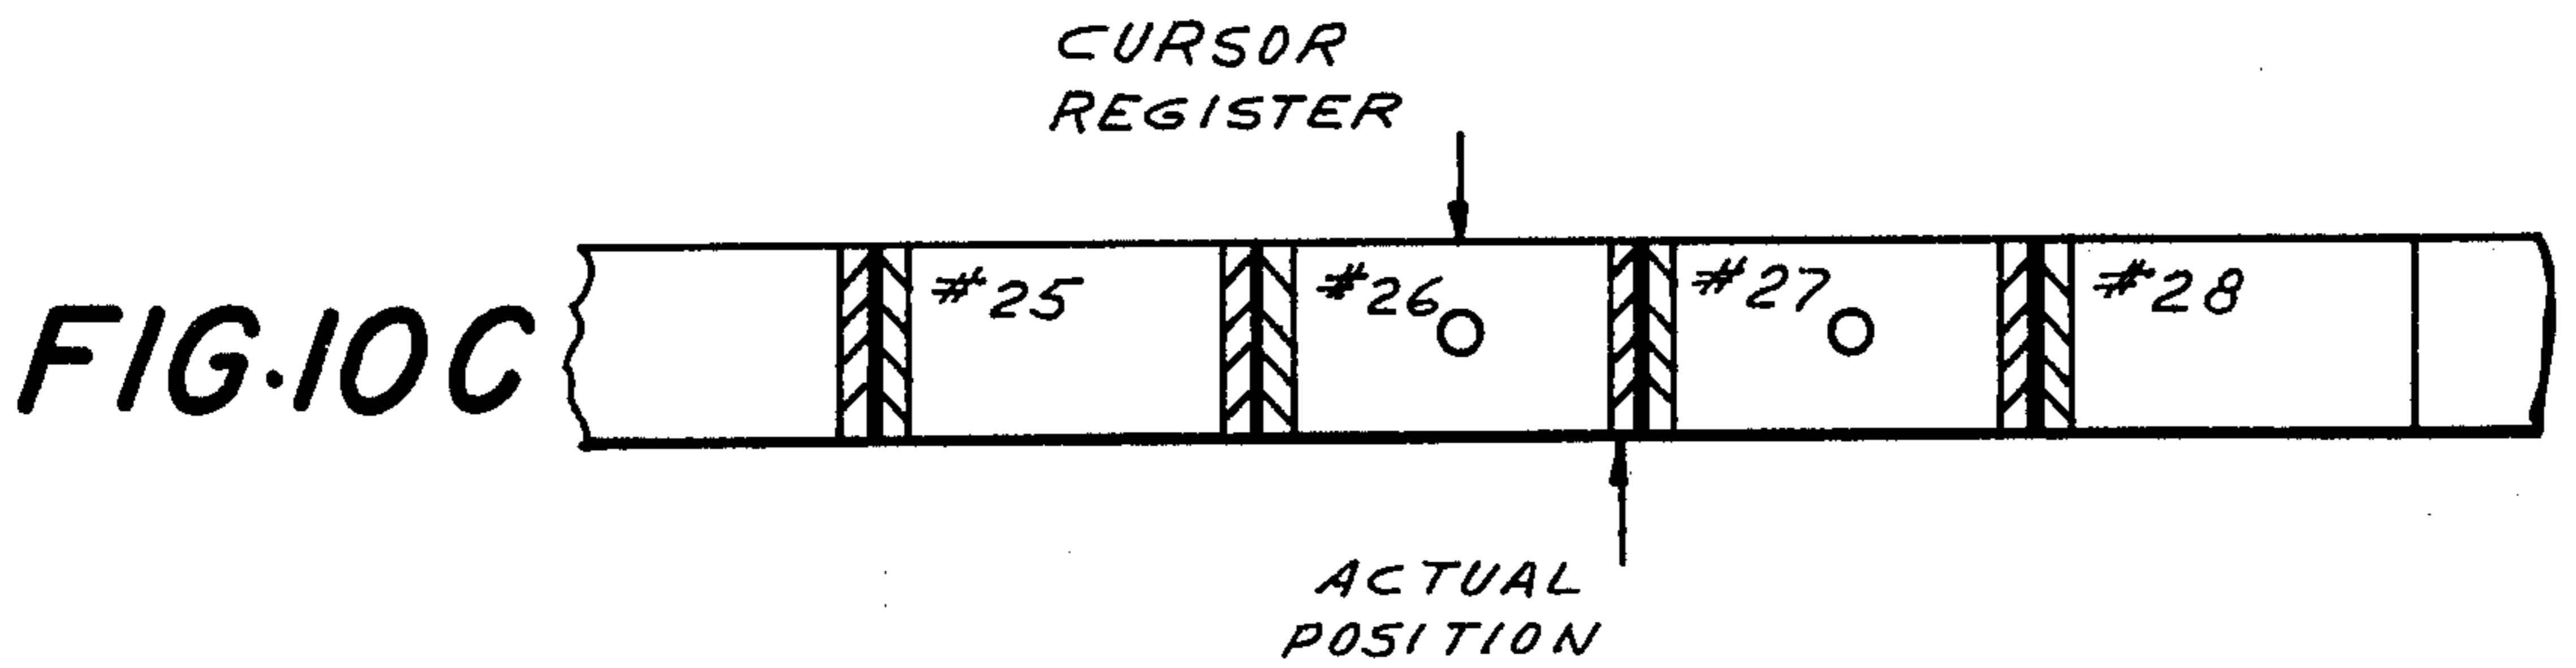 CURSOR
REGISTER
#25 #26 #27 #28
FIG.10C
ACTUAL
POSITION